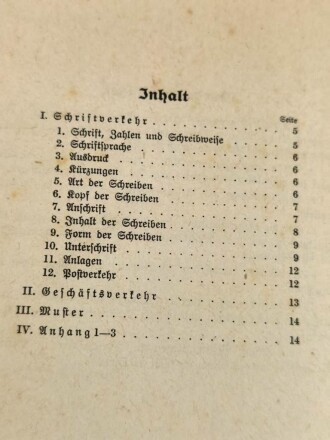 Inhalt
Seite
I. Schriftverkehr . . . . . . . . . . . . 5
1. Schrift, Zahlen und Schreibweise . . . . . 5
2. Schriftsprache . . . . . . . . . . . . 6
3. Ausdruck . . . . . . . . . . . . 6
4. Kürzungen . . . . . . . . . . . . 6
5. Art der Schreiben . . . . . . . . . . 6
6. Kopf der Schreiben . . . . . . . . . . 7
7. Anschrift . . . . . . . . . . . . 7
8. Inhalt der Schreiben . . . . . . . . . . 8
9. Form der Schreiben . . . . . . . . . . 9
10. Unterschrift . . . . . . . . . . . . 9
11. Anlagen . . . . . . . . . . . . 12
12. Postverkehr . . . . . . . . . . . . 12
II. Geschäftsverkehr . . . . . . . . . . 13
III. Muster . . . . . . . . . . . . 14
IV. Anhang 1—3 . . . . . . . . . . . . 14